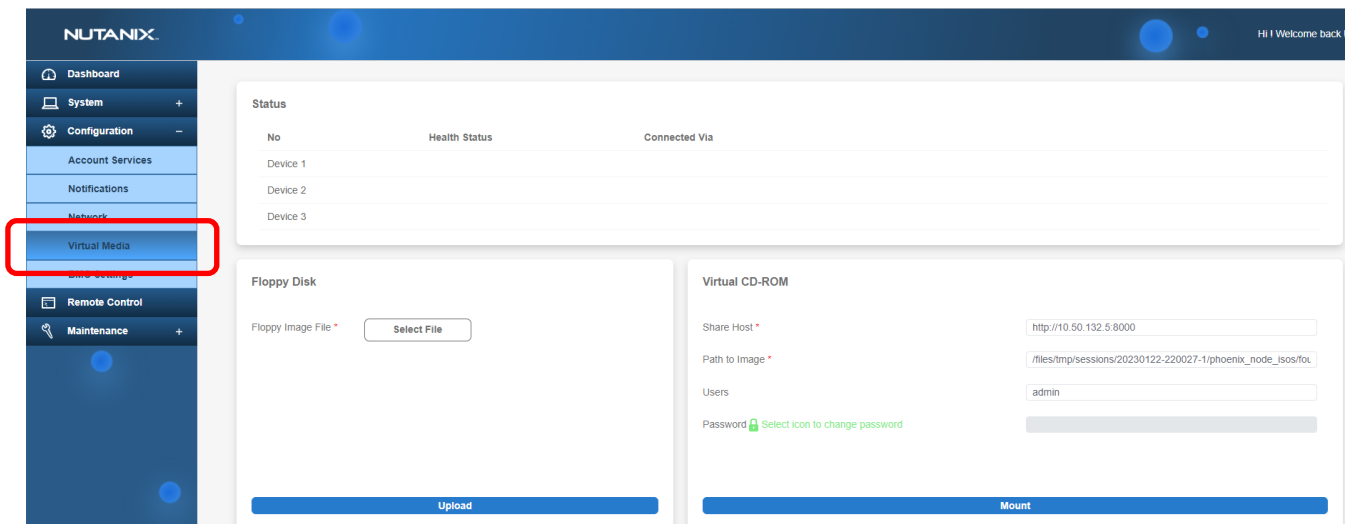 NUTANIX
Hi ! Welcome back !
Dashboard
System +
Configuration −
Account Services
Notifications
Network
Virtual Media
BMC Settings
Remote Control
Maintenance +
Status
No Health Status Connected Via
Device 1
Device 2
Device 3
Floppy Disk
Floppy Image File * Select File
Upload
Virtual CD-ROM
Share Host * http://10.50.132.5:8000
Path to Image * /files/tmp/sessions/20230122-220027-1/phoenix_node_isos/fou
Users admin
Password Select icon to change password
Mount